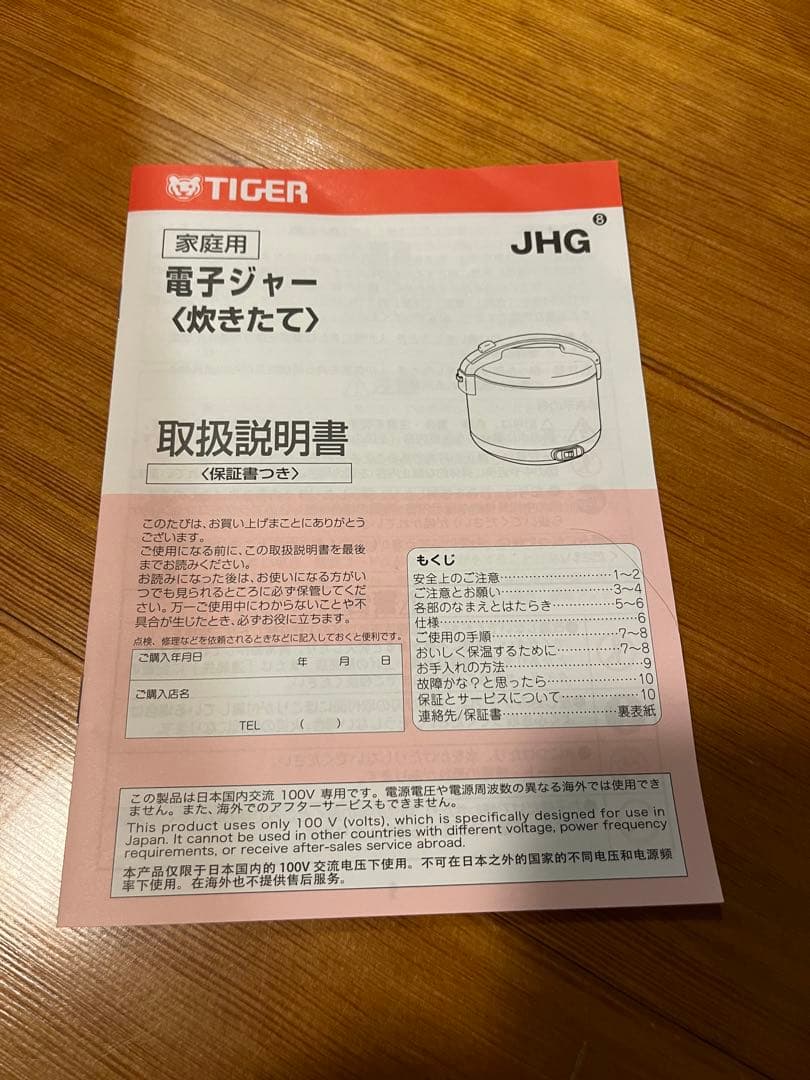 TIGER
家庭用
JHG
8
電子ジャー
〈炊きたて〉
取扱説明書
〈保証書つき〉
このたびは、お買い上げまことにありがとう
ございます。
ご使用になる前に、この取扱説明書を最後
までお読みください。
お読みになった後は、お使いになる方がい
つでも見られるところに必ず保管してくだ
さい。万一ご使用中にわからないことや不
具合が生じたとき、必ずお役に立ちます。
点検、修理などを依頼されるときなどに記入しておくと便利です。
ご購入年月日 年 月 日
ご購入店名
TEL ( )
もくじ
安全上のご注意…………………1〜2
ご注意とお願い…………………3〜4
各部のなまえとはたらき…………5〜6
仕様………………………………6
ご使用の手順……………………7〜8
おいしく保温するために…………7〜8
お手入れの方法…………………9
故障かな？と思ったら……………10
保証とサービスについて…………10
連絡先/保証書…………………裏表紙
この製品は日本国内交流 100V 専用です。電源電圧や電源周波数の異なる海外では使用でき
ません。また、海外でのアフターサービスもできません。
This product uses only 100 V (volts), which is specifically designed for use in
Japan. It cannot be used in other countries with different voltage, power frequency
requirements, or receive after-sales service abroad.
本产品仅限于日本国内的100V交流电压下使用。不可在日本之外的国家的不同电压和电源频
率下使用。在海外也不提供售后服务。